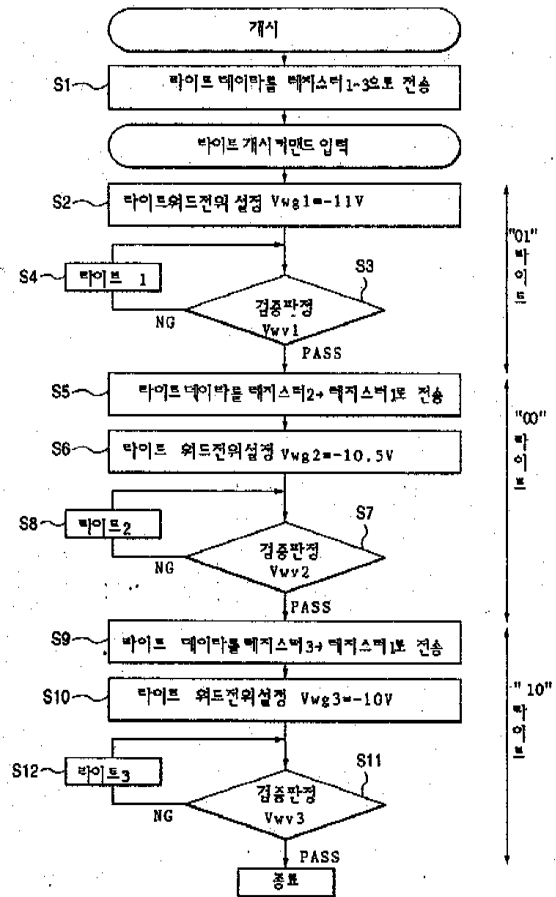 개시
S1
라이트 데이타를 레지스터1-3으로 전송
라이트 개시커맨드 입력
S2
라이트워드전위 설정 Vwg1=-11V
S4
라이트 1
S3
검증판정
Vwv1
NG
PASS
"01"
라이트
S5
라이트데이타를 레지스터2→레지스터1로 전송
S6
라이트 워드전위설정 Vwg2=-10.5V
S8
라이트2
S7
검증판정
Vwv2
NG
PASS
"00"
라이트
S9
라이트 데이타를레지스터3→레지스터1로 전송
S10
라이트 워드전위설정 Vwg3=-10V
S12
라이트3
S11
검증판정
Vwv3
NG
PASS
"10"
라이트
종료